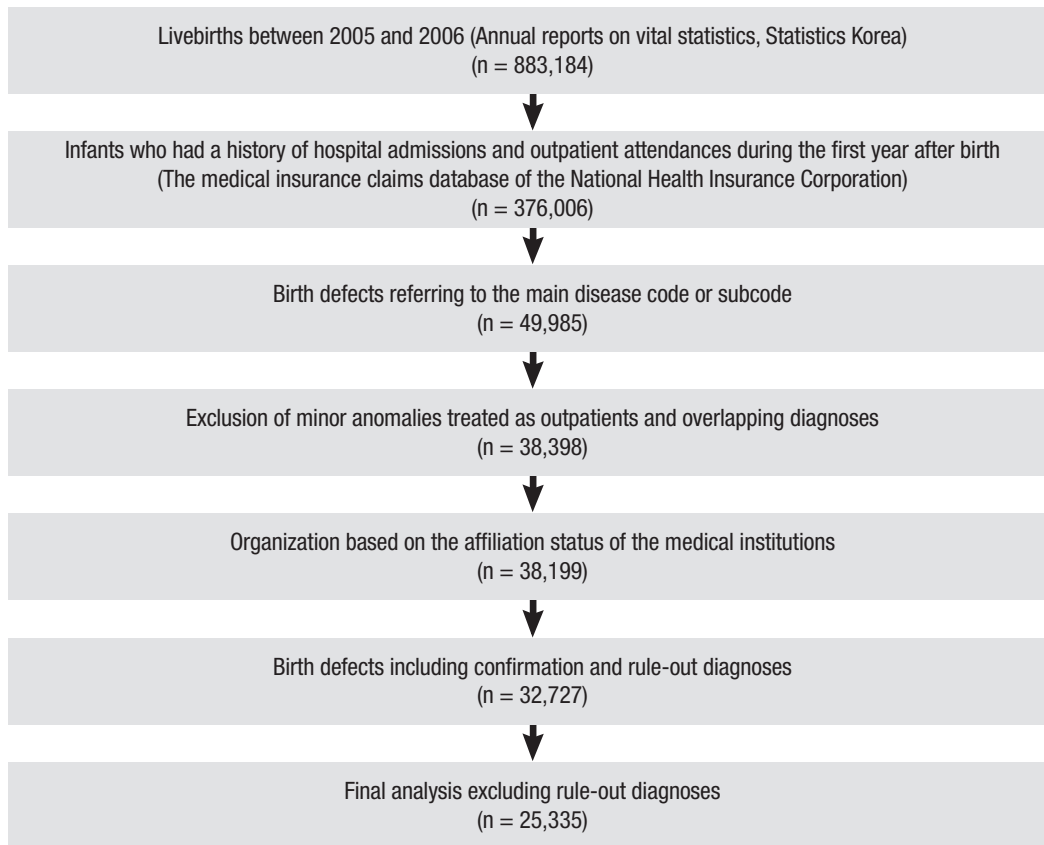 Livebirths between 2005 and 2006 (Annual reports on vital statistics, Statistics Korea)
(n = 883,184)
Infants who had a history of hospital admissions and outpatient attendances during the first year after birth
(The medical insurance claims database of the National Health Insurance Corporation)
(n = 376,006)
Birth defects referring to the main disease code or subcode
(n = 49,985)
Exclusion of minor anomalies treated as outpatients and overlapping diagnoses
(n = 38,398)
Organization based on the affiliation status of the medical institutions
(n = 38,199)
Birth defects including confirmation and rule-out diagnoses
(n = 32,727)
Final analysis excluding rule-out diagnoses
(n = 25,335)